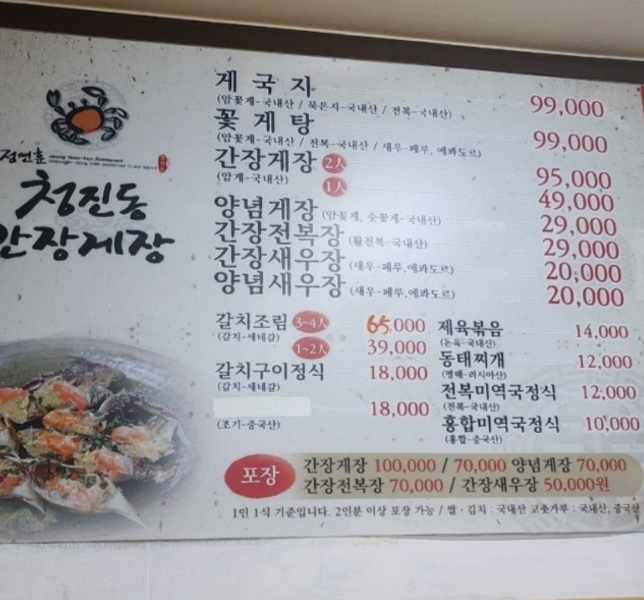 게국지 99,000
(암꽃게-국내산 / 묵은지-국내산 / 전복-국내산)
꽃게탕 99,000
(암꽃게-국내산 / 전복-국내산 / 새우-페루, 에콰도르)
간장게장 2人 95,000
(암게-국내산) 1人 49,000
양념게장 (암꽃게, 숫꽃게-국내산) 29,000
간장전복장 (활전복-국내산) 29,000
간장새우장 (새우-페루, 에콰도르) 20,000
양념새우장 (새우-페루, 에콰도르) 20,000
정연훈
청진동
간장게장
갈치조림 3~4人 65,000
(갈치-세네갈) 1~2人 39,000
갈치구이정식 18,000
(갈치-세네갈)
18,000
(조기-중국산)
제육볶음 14,000
(돈육-국내산)
동태찌개 12,000
(명태-러시아산)
전복미역국정식 12,000
(전복-국내산)
홍합미역국정식 10,000
(홍합-중국산)
포장
간장게장 100,000 / 70,000 양념게장 70,000
간장전복장 70,000 / 간장새우장 50,000원
1인 1식 기준입니다. 2인분 이상 포장 가능 / 쌀·김치 : 국내산 고춧가루 : 국내산, 중국산